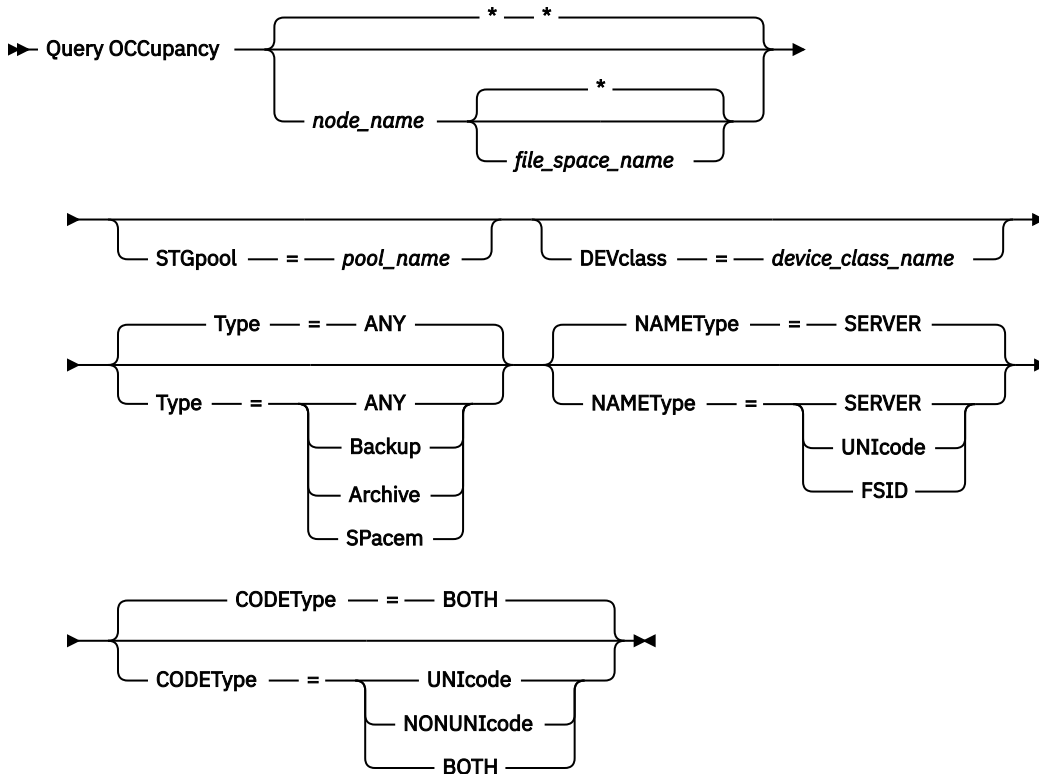 * *
Query OCCupancy
*
node_name
file_space_name
STGpool = pool_name DEVclass = device_class_name
Type = ANY NAMEType = SERVER
Type = ANY NAMEType = SERVER
Backup UNIcode
Archive FSID
SPacem
CODEType = BOTH
CODEType = UNIcode
NONUNIcode
BOTH